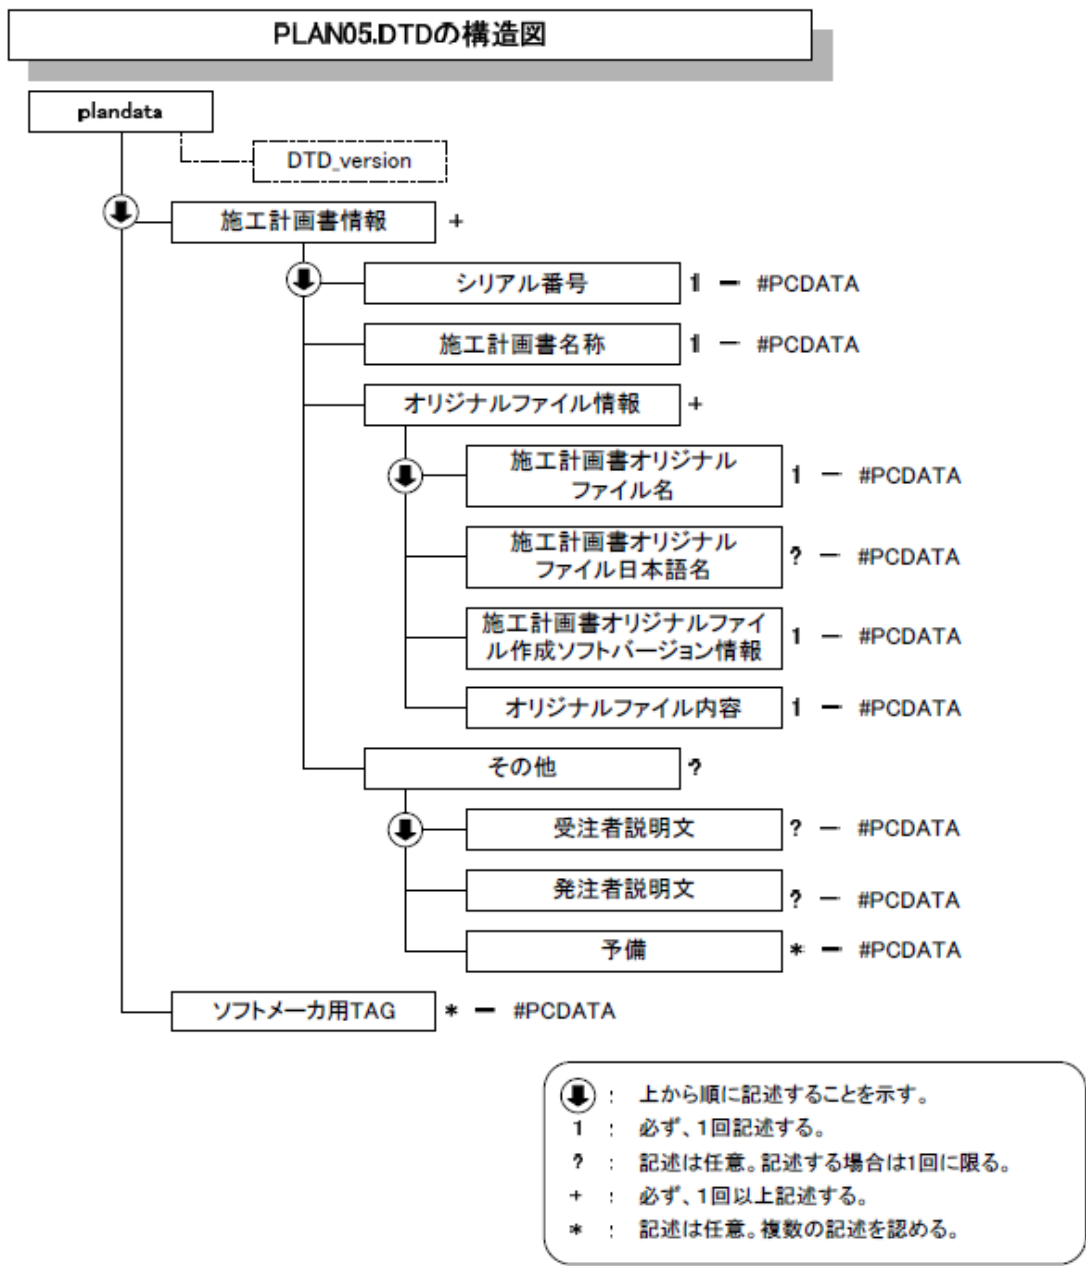 PLAN05.DTDの構造図
plandata
DTD_version
施工計画書情報 +
シリアル番号 1 ー #PCDATA
施工計画書名称 1 ー #PCDATA
オリジナルファイル情報 +
施工計画書オリジナル
ファイル名 1 ー #PCDATA
施工計画書オリジナル
ファイル日本語名 ? ー #PCDATA
施工計画書オリジナルファイ
ル作成ソフトバージョン情報 1 ー #PCDATA
オリジナルファイル内容 1 ー #PCDATA
その他 ?
受注者説明文 ? ー #PCDATA
発注者説明文 ? ー #PCDATA
予備 * ー #PCDATA
ソフトメーカ用TAG * ー #PCDATA
: 上から順に記述することを示す。
1 : 必ず、1回記述する。
? : 記述は任意。記述する場合は1回に限る。
+ : 必ず、1回以上記述する。
* : 記述は任意。複数の記述を認める。